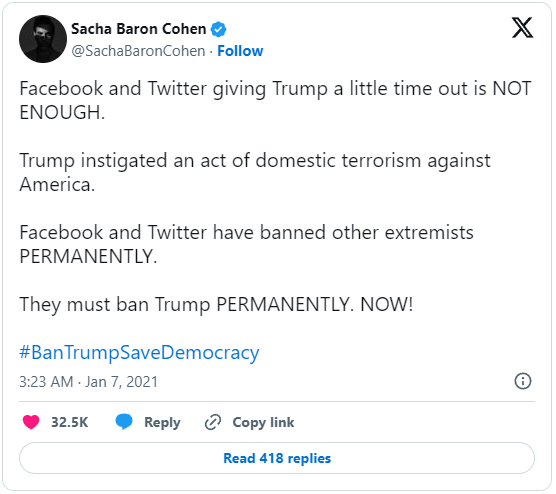 Sacha Baron Cohen
@SachaBaronCohen · Follow
Facebook and Twitter giving Trump a little time out is NOT
ENOUGH.
Trump instigated an act of domestic terrorism against
America.
Facebook and Twitter have banned other extremists
PERMANENTLY.
They must ban Trump PERMANENTLY. NOW!
#BanTrumpSaveDemocracy
3:23 AM · Jan 7, 2021
32.5K Reply Copy link
Read 418 replies